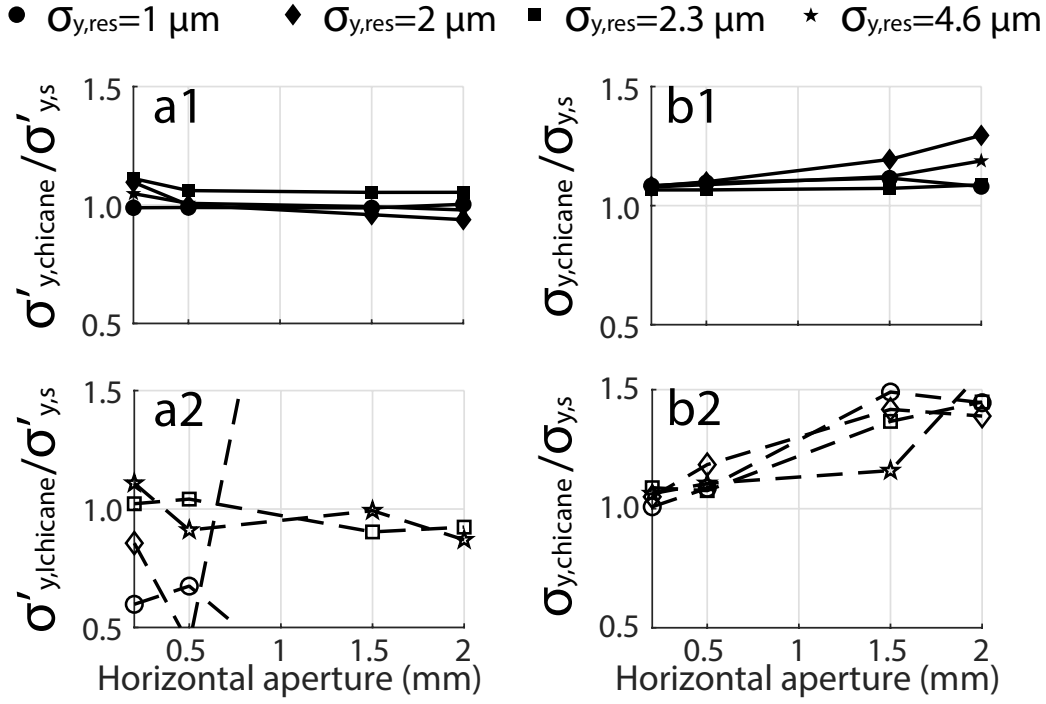 σy,res=1 µm σy,res=2 µm σy,res=2.3 µm σy,res=4.6 µm
σ′y,chicane/σ′y,s
1.5
1.0
0.5
a1
σy,chicane/σy,s
1.5
1.0
0.5
b1
σ′y,lchicane/σ′y,s
1.5
1.0
0.5
a2
0.5 1 1.5 2
Horizontal aperture (mm)
σy,chicane/σy,s
1.5
1.0
0.5
b2
0.5 1 1.5 2
Horizontal aperture (mm)